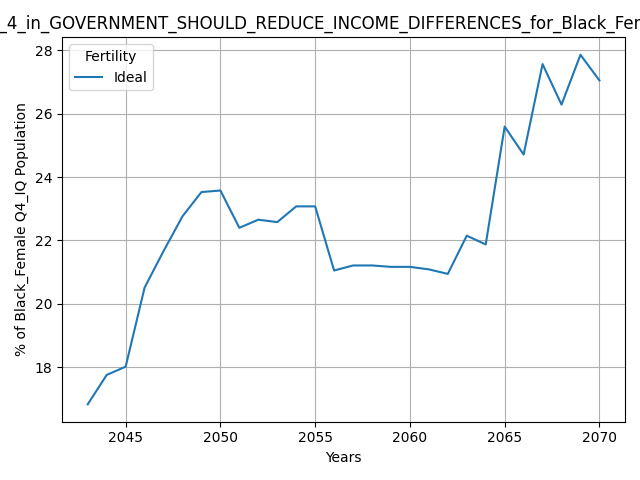 _4_in_GOVERNMENT_SHOULD_REDUCE_INCOME_DIFFERENCES_for_Black_Fe
Fertility
Ideal
28
26
24
22
20
18
% of Black_Female Q4_IQ Population
2045 2050 2055 2060 2065 2070
Years